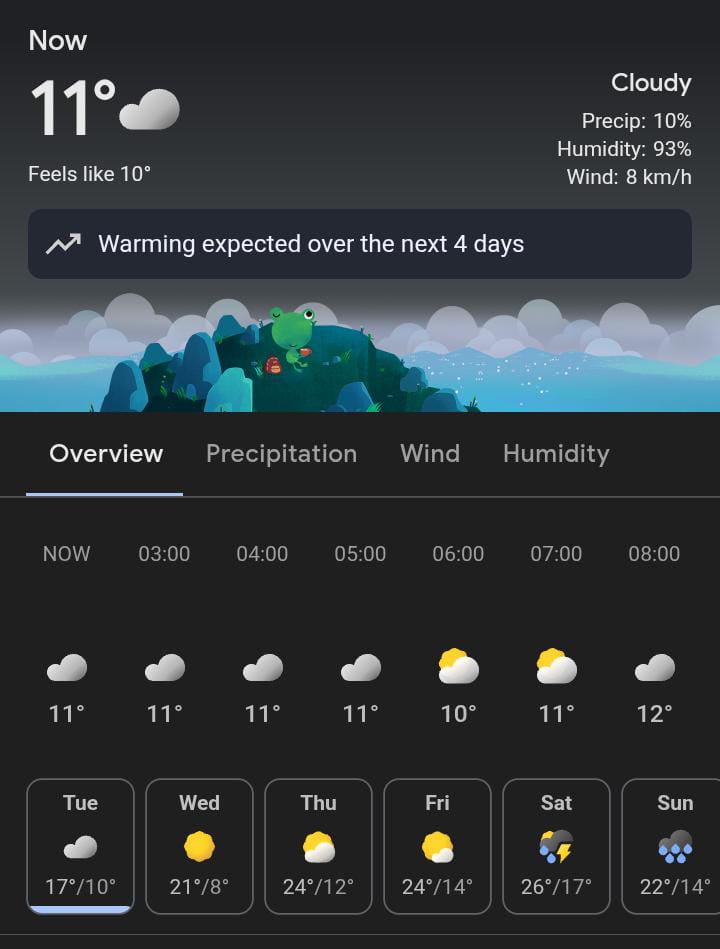 Now
11°
Feels like 10°
Cloudy
Precip: 10%
Humidity: 93%
Wind: 8 km/h
Warming expected over the next 4 days
Overview Precipitation Wind Humidity
NOW 03:00 04:00 05:00 06:00 07:00 08:00
11° 11° 11° 11° 10° 11° 12°
Tue Wed Thu Fri Sat Sun
17°/10° 21°/8° 24°/12° 24°/14° 26°/17° 22°/14°